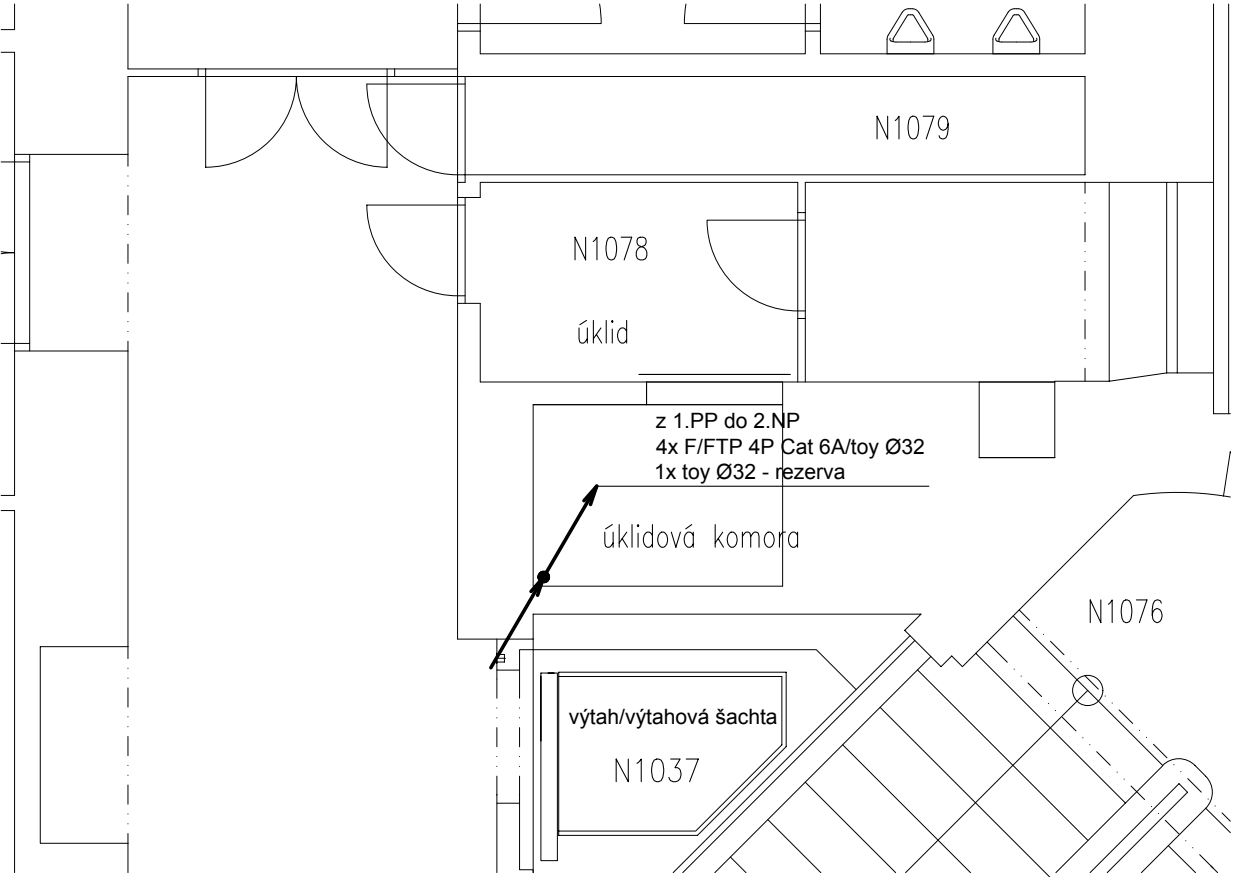 N1079
N1078
úklid
z 1.PP do 2.NP
4x F/FTP 4P Cat 6A/toy Ø32
1x toy Ø32 - rezerva
úklidová komora
N1076
výtah/výtahová šachta
N1037